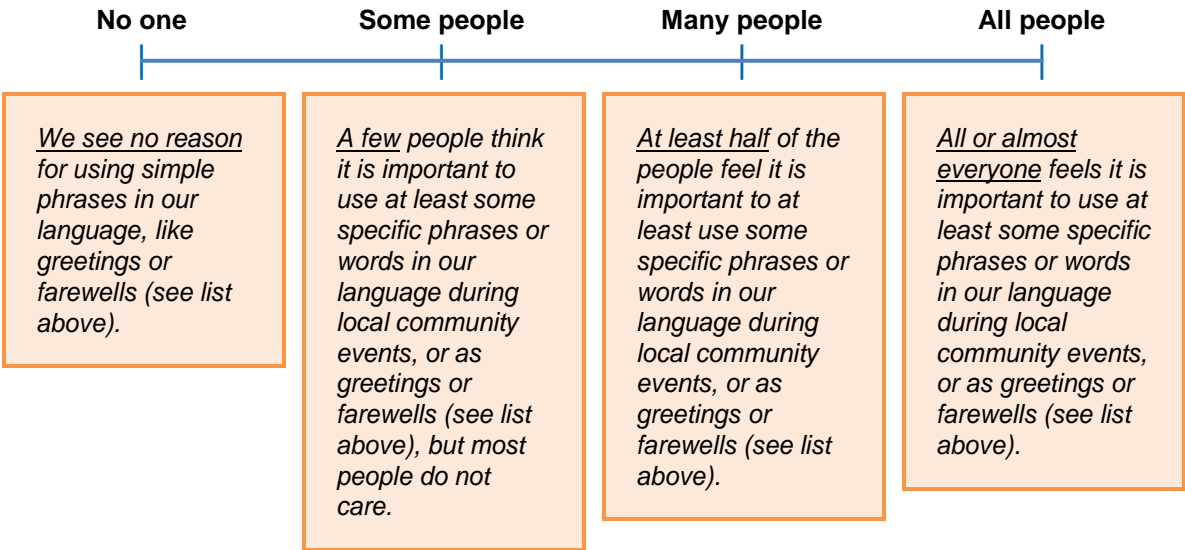 No one
Some people
Many people
All people
We see no reason
for using simple
phrases in our
language, like
greetings or
farewells (see list
above).
A few people think
it is important to
use at least some
specific phrases or
words in our
language during
local community
events, or as
greetings or
farewells (see list
above), but most
people do not
care.
At least half of the
people feel it is
important to at
least use some
specific phrases or
words in our
language during
local community
events, or as
greetings or
farewells (see list
above).
All or almost
everyone feels it is
important to use at
least some specific
phrases or words
in our language
during local
community events,
or as greetings or
farewells (see list
above).